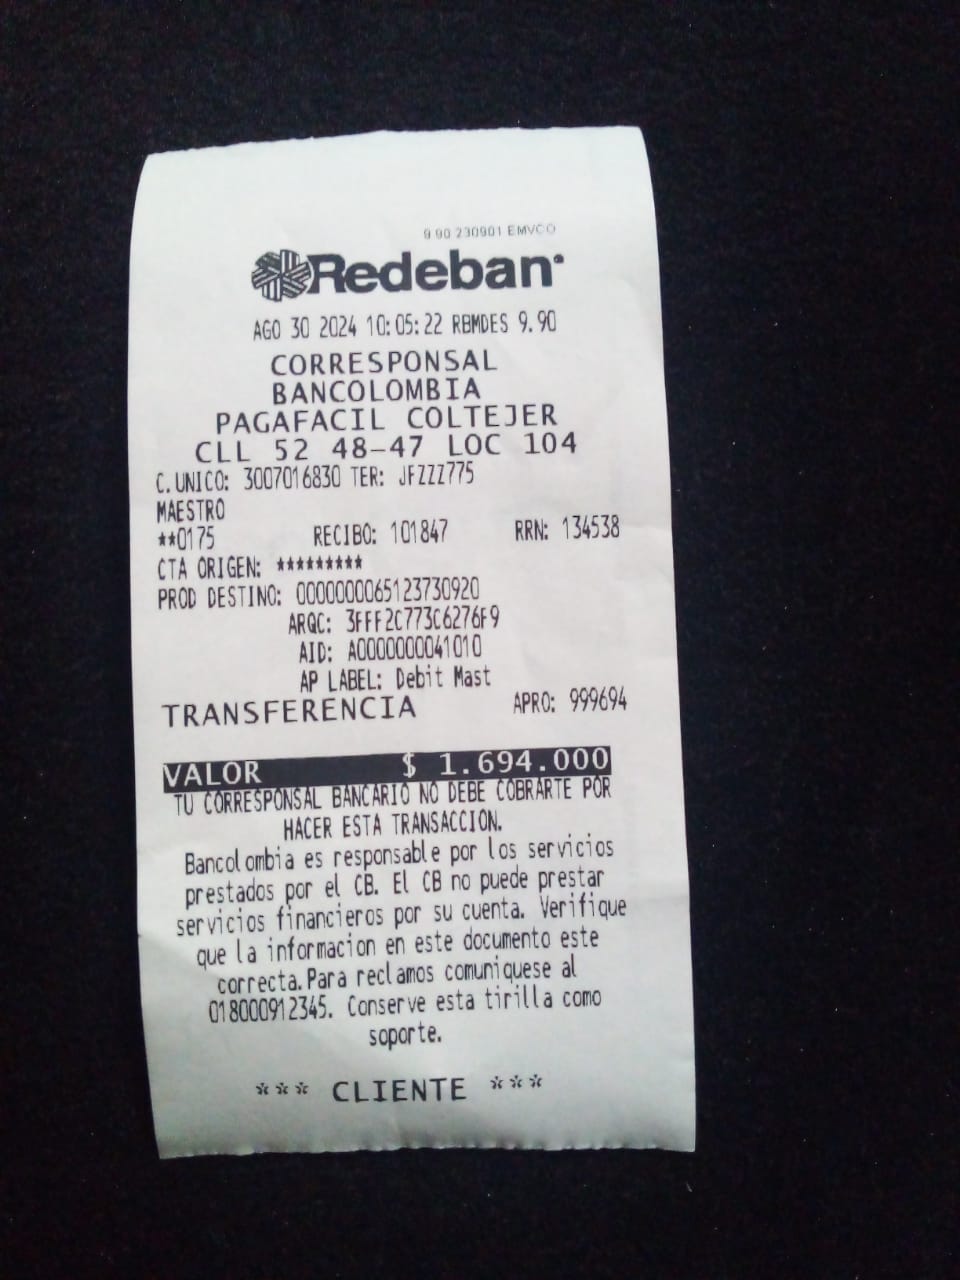 9 90 230901 EMVCO
Redeban
AGO 30 2024 10:05:22 RBMDES 9.90
CORRESPONSAL
BANCOLOMBIA
PAGAFACIL COLTEJER
CLL 52 48-47 LOC 104
C.UNICO: 3007016830 TER: JFZZZ775
MAESTRO
**0175 RECIBO: 101847 RRN: 134538
CTA ORIGEN: *********
PROD DESTINO: 0000000065123730920
ARQC: 3FFF2C773C6276F9
AID: A0000000041010
AP LABEL: Debit Mast
TRANSFERENCIA APRO: 999694
VALOR $ 1.694.000
TU CORRESPONSAL BANCARIO NO DEBE COBRARTE POR
HACER ESTA TRANSACCION.
Bancolombia es responsable por los servicios
prestados por el CB. El CB no puede prestar
servicios financieros por su cuenta. Verifique
que la informacion en este documento este
correcta.Para reclamos comuniquese al
018000912345. Conserve esta tirilla como
soporte.
*** CLIENTE ***